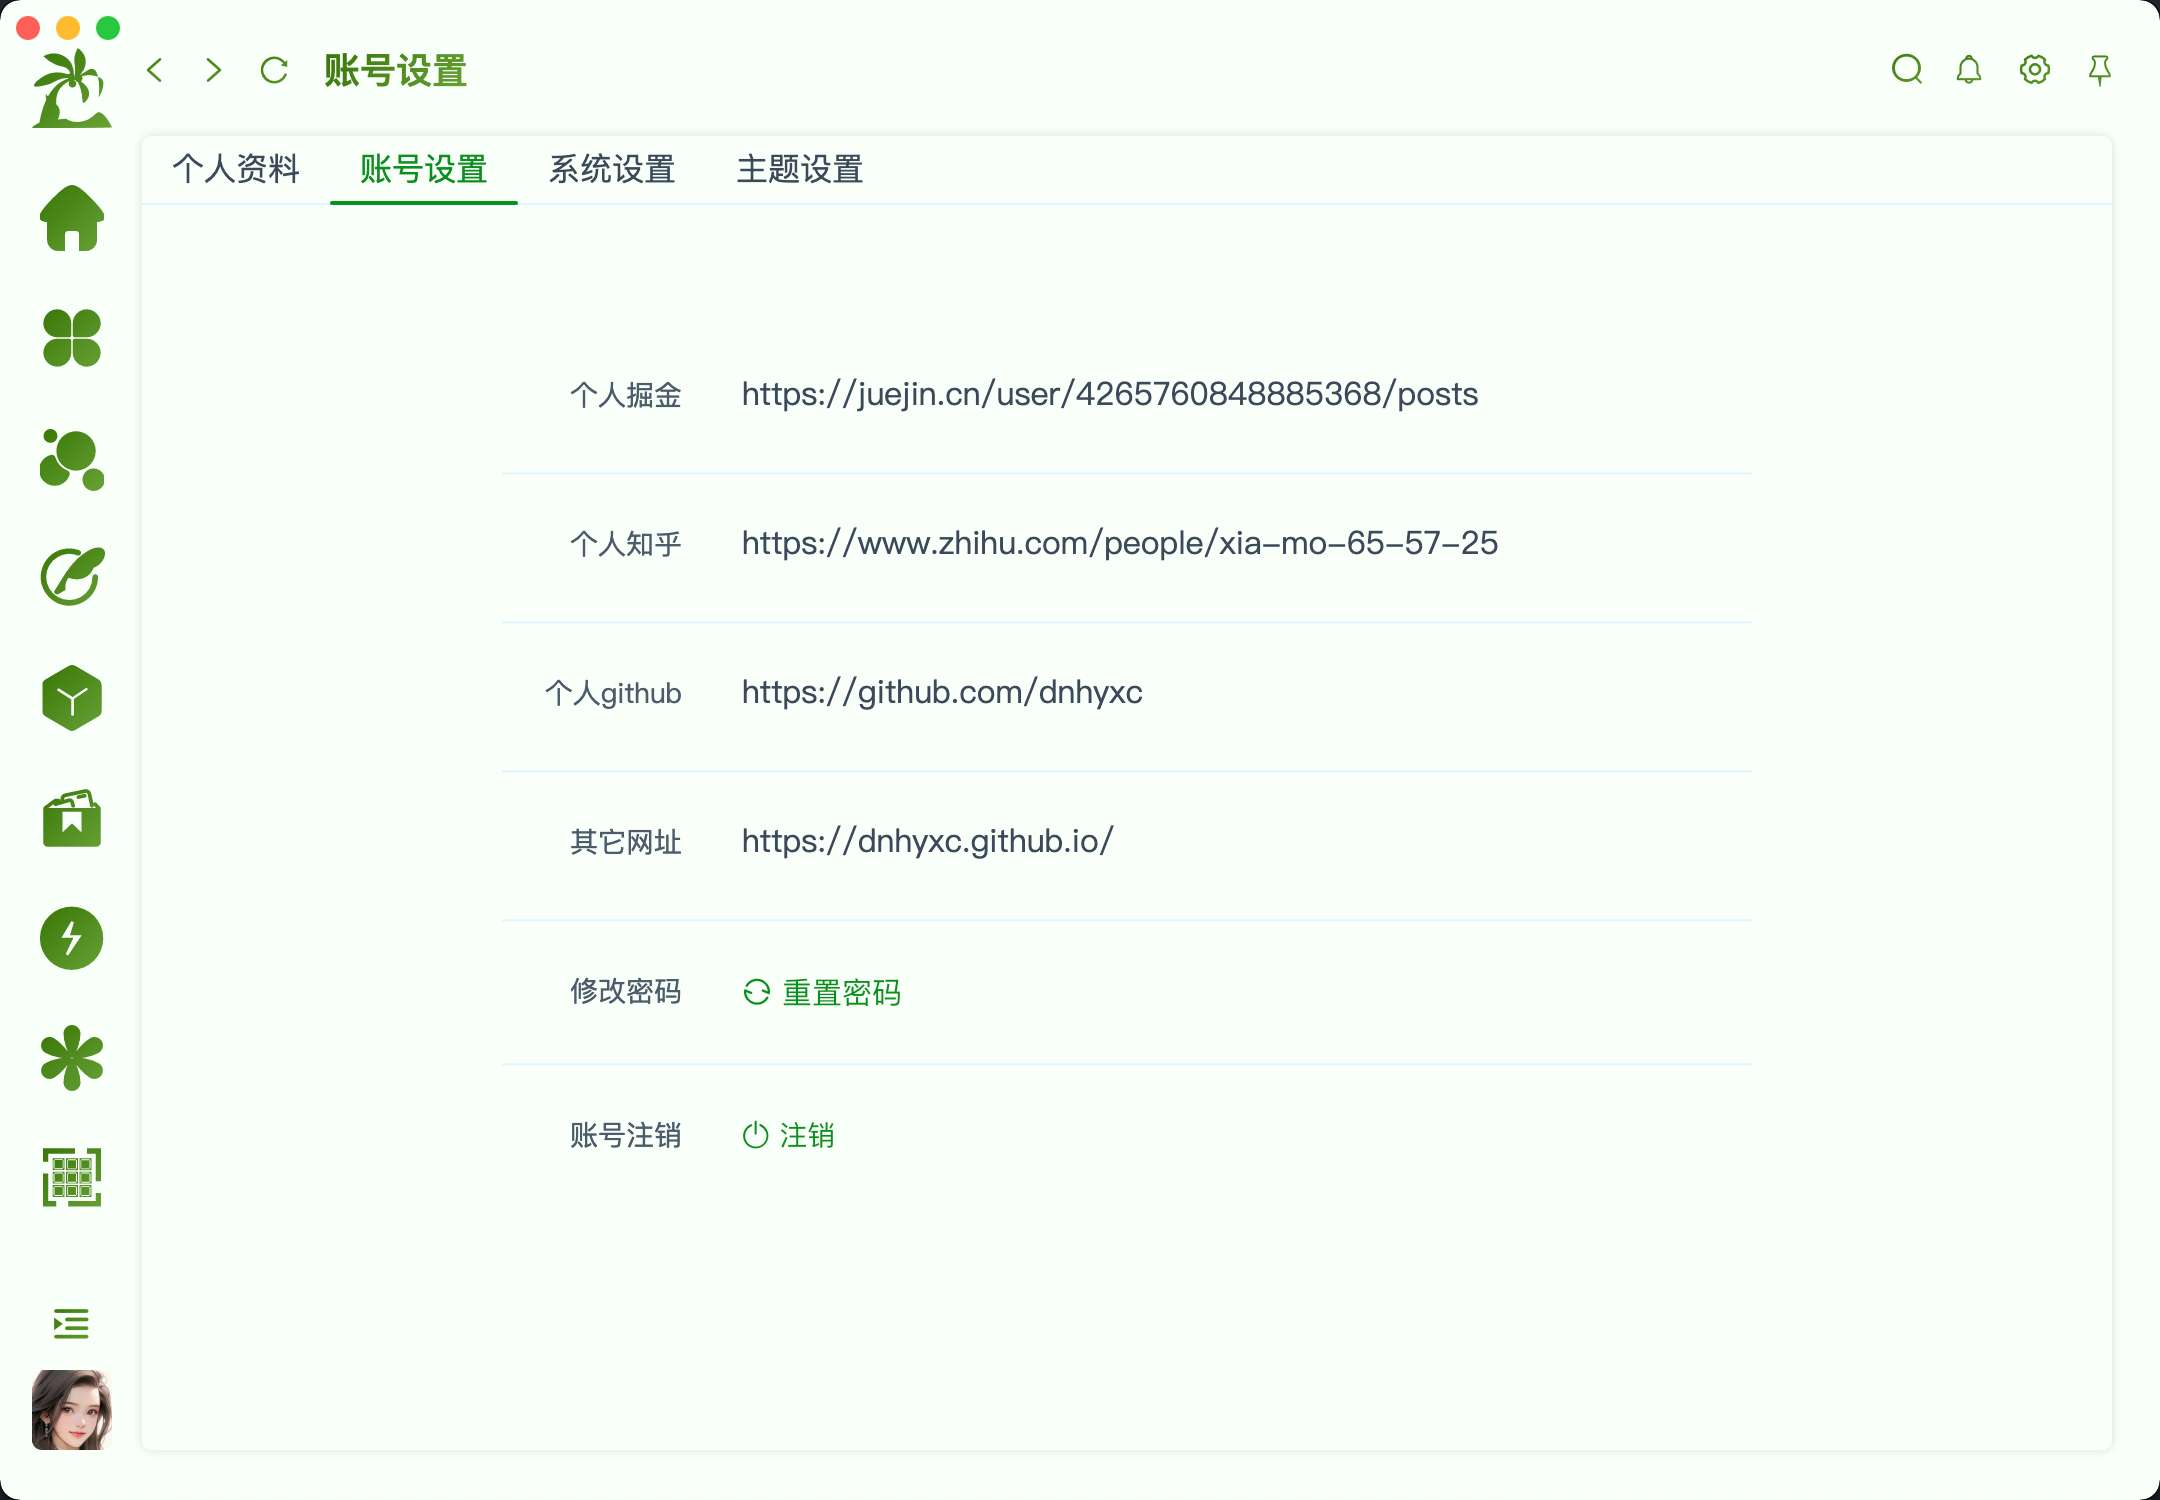 账号设置
个人资料 账号设置 系统设置 主题设置
个人掘金 https://juejin.cn/user/4265760848885368/posts
个人知乎 https://www.zhihu.com/people/xia-mo-65-57-25
个人github https://github.com/dnhyxc
其它网址 https://dnhyxc.github.io/
修改密码 重置密码
账号注销 注销